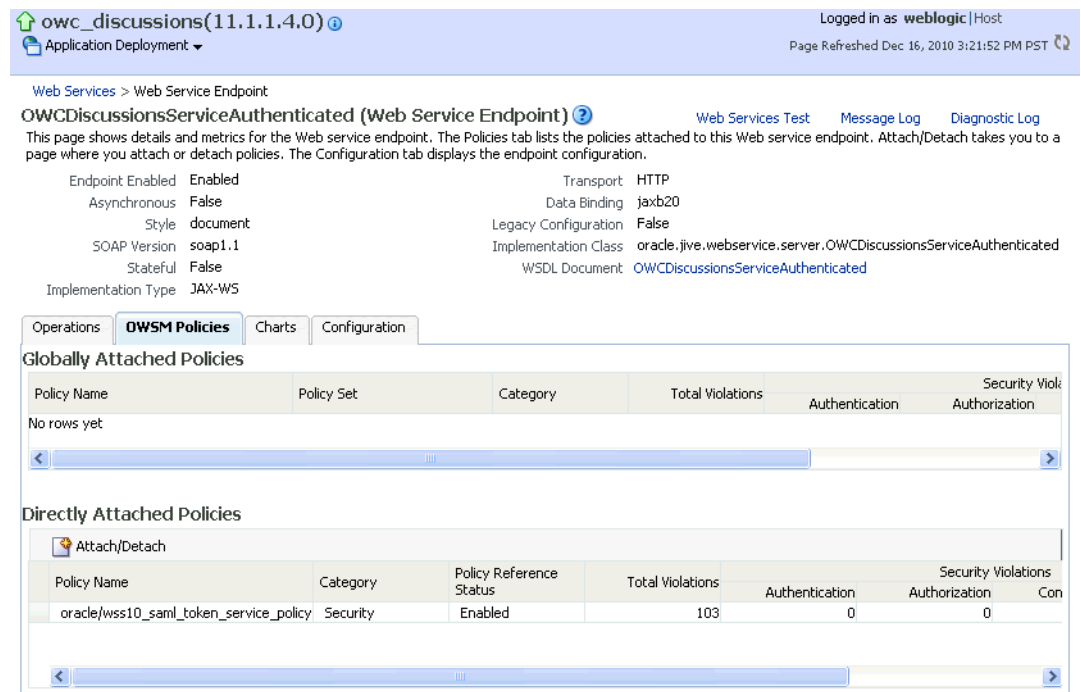 owc_discussions(11.1.1.4.0)
Logged in as weblogic|Host
Application Deployment
Page Refreshed Dec 16, 2010 3:21:52 PM PST
Web Services > Web Service Endpoint
OWCDiscussionsServiceAuthenticated (Web Service Endpoint)
Web Services Test Message Log Diagnostic Log
This page shows details and metrics for the Web service endpoint. The Policies tab lists the policies attached to this Web service endpoint. Attach/Detach takes you to a
page where you attach or detach policies. The Configuration tab displays the endpoint configuration.
Endpoint Enabled Enabled
Transport HTTP
Asynchronous False
Data Binding jaxb20
Style document
Legacy Configuration False
SOAP Version soap1.1
Implementation Class oracle.jive.webservice.server.OWCDiscussionsServiceAuthenticated
Stateful False
WSDL Document OWCDiscussionsServiceAuthenticated
Implementation Type JAX-WS
Operations OWSM Policies Charts Configuration
Globally Attached Policies
Policy Name Policy Set Category Total Violations Security Viola
Authentication Authorization
No rows yet
Directly Attached Policies
Attach/Detach
Policy Name Category Policy Reference Status Total Violations Security Violations
Authentication Authorization Con
oracle/wss10_saml_token_service_policy Security Enabled 103 0 0